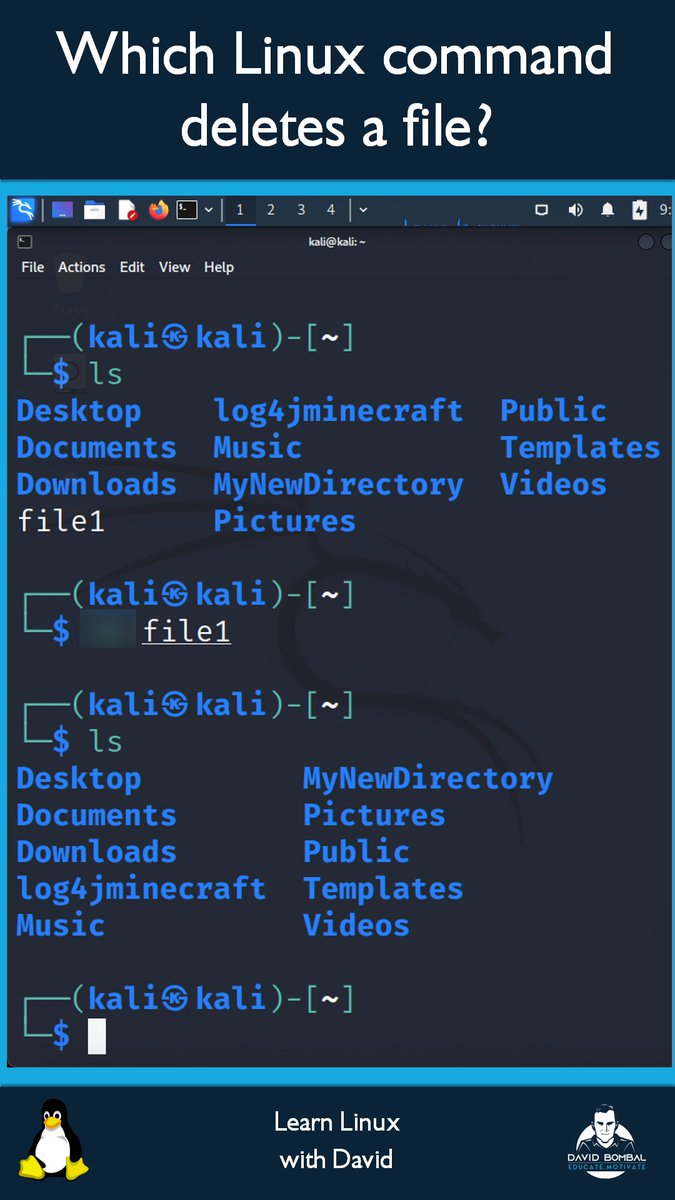 Which Linux command
deletes a file?
1 2 3 4 9:
kali@kali: ~
File Actions Edit View Help
Trash
┌──(kali㉿kali)-[~]
└─$ ls
Desktop log4jminecraft Public
Documents Music Templates
Downloads MyNewDirectory Videos
file1 Pictures
┌──(kali㉿kali)-[~]
└─$ file1
┌──(kali㉿kali)-[~]
└─$ ls
Desktop MyNewDirectory
Documents Pictures
Downloads Public
log4jminecraft Templates
Music Videos
┌──(kali㉿kali)-[~]
└─$
Learn Linux
with David
DAVID BOMBAL
EDUCATE MOTIVATE